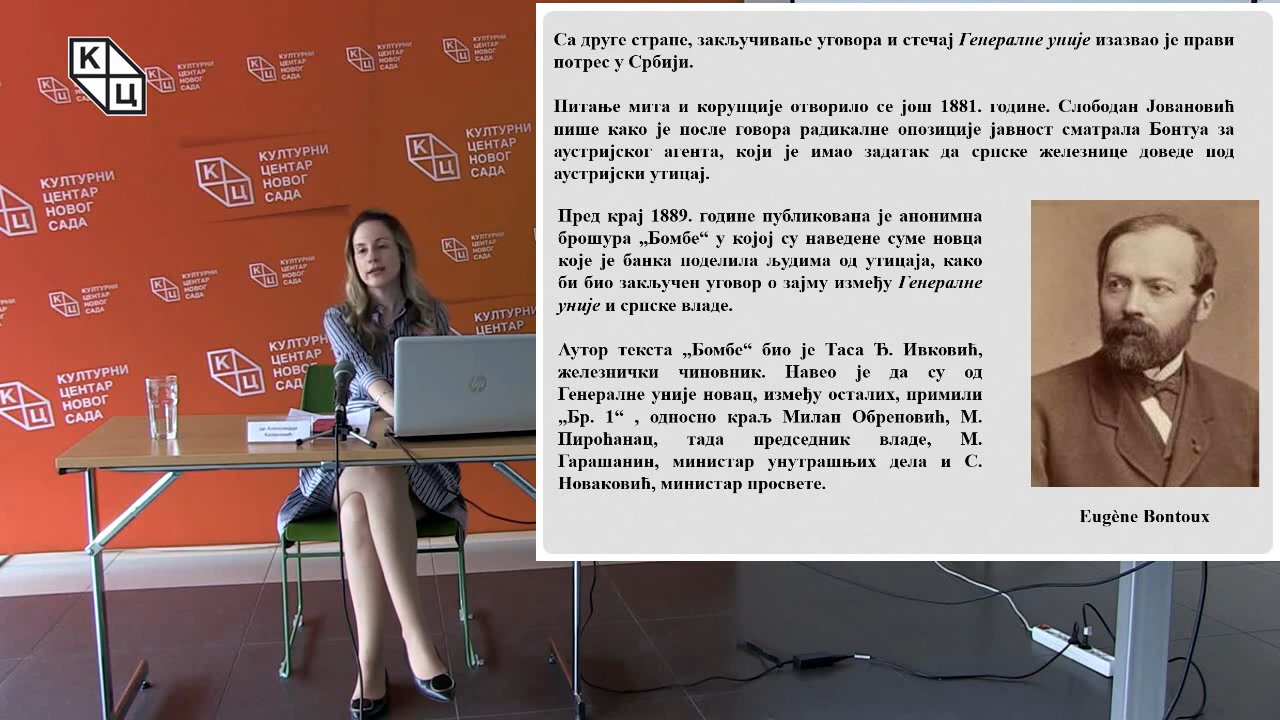 К
Ц
КУЛТУРНИ
ЦЕНТАР
НОВОГ
САДА
др Александра
Са друге стране, закључивање уговора и стечај Генералне уније изазвао је прави
потрес у Србији.
Питање мита и корупције отворило се још 1881. године. Слободан Јовановић
пише како је после говора радикалне опозиције јавност сматрала Бонтуа за
аустријског агента, који је имао задатак да српске железнице доведе под
аустријски утицај.
Пред крај 1889. године публикована је анонимна
брошура „Бомбе“ у којој су наведене суме новца
које је банка поделила људима од утицаја, како
би био закључен уговор о зајму између Генералне
уније и српске владе.
Аутор текста „Бомбе“ био је Таса Ђ. Ивковић,
железнички чиновник. Навео је да су од
Генералне уније новац, између осталих, примили
„Бр. 1“ , односно краљ Милан Обреновић, М.
Пироћанац, тада председник владе, М.
Гарашанин, министар унутрашњих дела и С.
Новаковић, министар просвете.
Eugène Bontoux